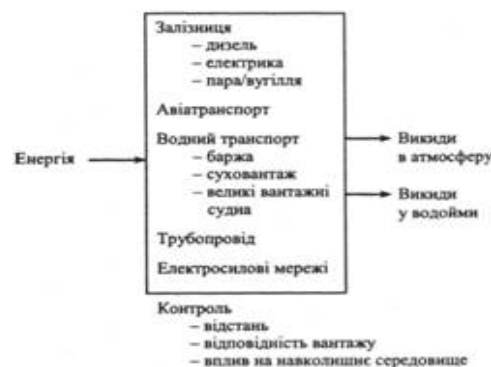 Залізниця
– дизель
– електрика
– пара/вугілля
Авіатранспорт
Водний транспорт
– баржа
– суховантаж
– великі вантажні
судна
Трубопровід
Електросилові мережі
Енергія
Викиди
в атмосферу
Викиди
у водойми
Контроль
– відстань
– відповідність вантажу
– вплив на навколишнє середовище